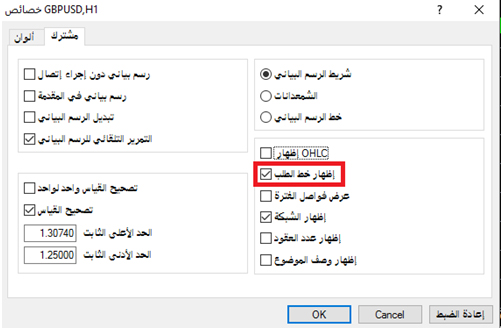 خصائص GBPUSD,H1
مشترك
ألوان
شريط الرسم البياني
الشمعدانات
خط الرسم البياني
إظهار OHLC
إظهار خط الطلب
عرض فواصل الفترة
إظهار الشبكة
إظهار عدد العقود
إظهار وصف الموضوع
رسم بياني دون إجراء إتصال
رسم بياني في المقدمة
تبديل الرسم البياني
التمرير التلقائي للرسم البياني
تصحيح القياس واحد لواحد
تصحيح القياس
الحد الأعلى الثابت 1.30740
الحد الأدنى الثابت 1.25000
OK
Cancel
إعادة الضبط